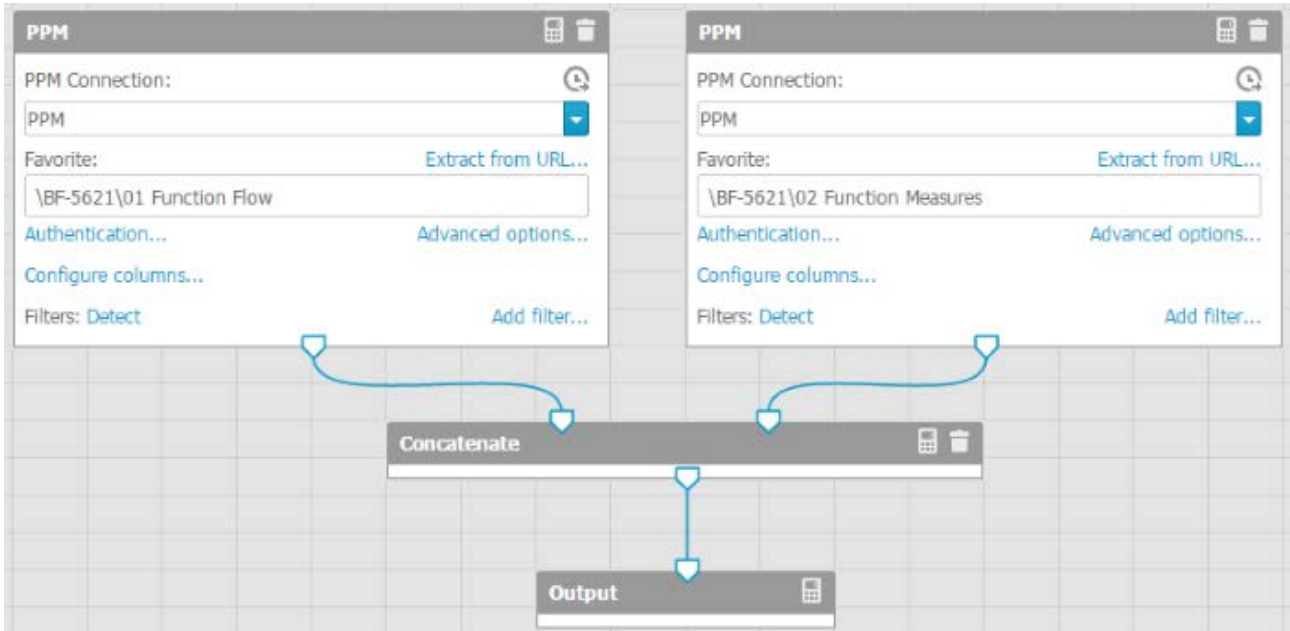 PPM
PPM Connection:
PPM
Favorite: Extract from URL...
\BF-5621\01 Function Flow
Authentication... Advanced options...
Configure columns...
Filters: Detect Add filter...
PPM
PPM Connection:
PPM
Favorite: Extract from URL...
\BF-5621\02 Function Measures
Authentication... Advanced options...
Configure columns...
Filters: Detect Add filter...
Concatenate
Output